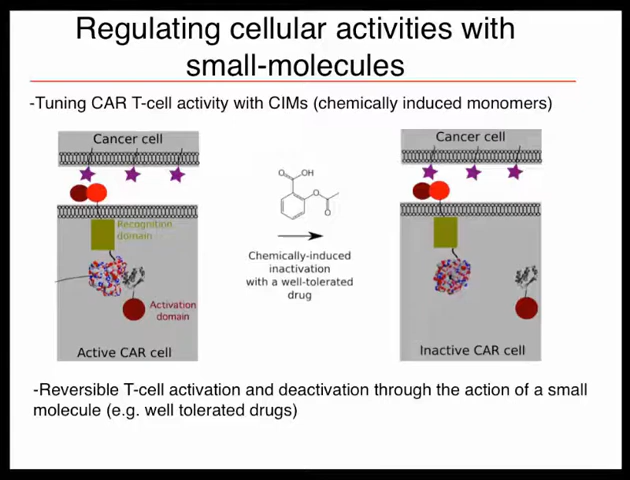 Regulating cellular activities with
small-molecules
-Tuning CAR T-cell activity with CIMs (chemically induced monomers)
Cancer cell
Recognition
domain
Activation
domain
Active CAR cell
O
OH
O
O
Chemically-induced
inactivation
with a well-tolerated
drug
Cancer cell
Inactive CAR cell
-Reversible T-cell activation and deactivation through the action of a small
molecule (e.g. well tolerated drugs)